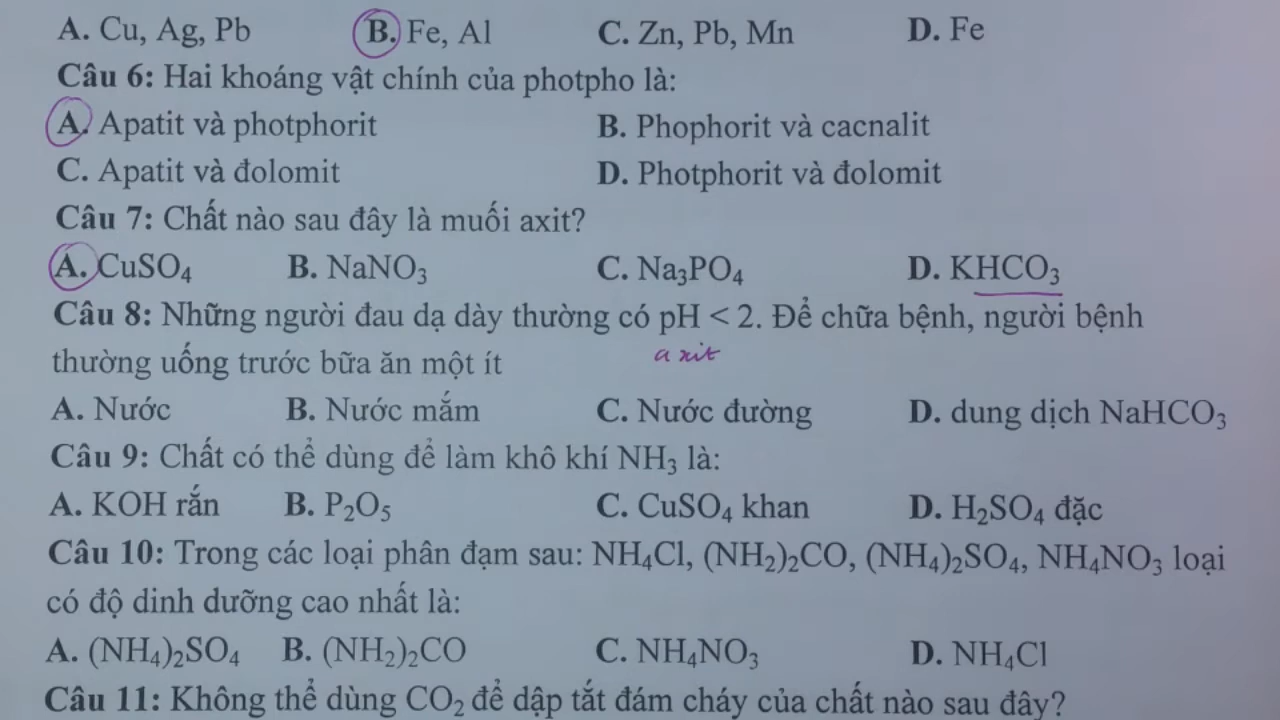 A. Cu, Ag, Pb B. Fe, Al C. Zn, Pb, Mn D. Fe
Câu 6: Hai khoáng vật chính của photpho là:
A. Apatit và photphorit B. Phophorit và cacnalit
C. Apatit và đolomit D. Photphorit và đolomit
Câu 7: Chất nào sau đây là muối axit?
A. CuSO₄ B. NaNO₃ C. Na₃PO₄ D. KHCO₃
Câu 8: Những người đau dạ dày thường có pH < 2. Để chữa bệnh, người bệnh
axit
thường uống trước bữa ăn một ít
A. Nước B. Nước mắm C. Nước đường D. dung dịch NaHCO₃
Câu 9: Chất có thể dùng để làm khô khí NH₃ là:
A. KOH rắn B. P₂O₅ C. CuSO₄ khan D. H₂SO₄ đặc
Câu 10: Trong các loại phân đạm sau: NH₄Cl, (NH₂)₂CO, (NH₄)₂SO₄, NH₄NO₃ loại
có độ dinh dưỡng cao nhất là:
A. (NH₄)₂SO₄ B. (NH₂)₂CO C. NH₄NO₃ D. NH₄Cl
Câu 11: Không thể dùng CO₂ để dập tắt đám cháy của chất nào sau đây?